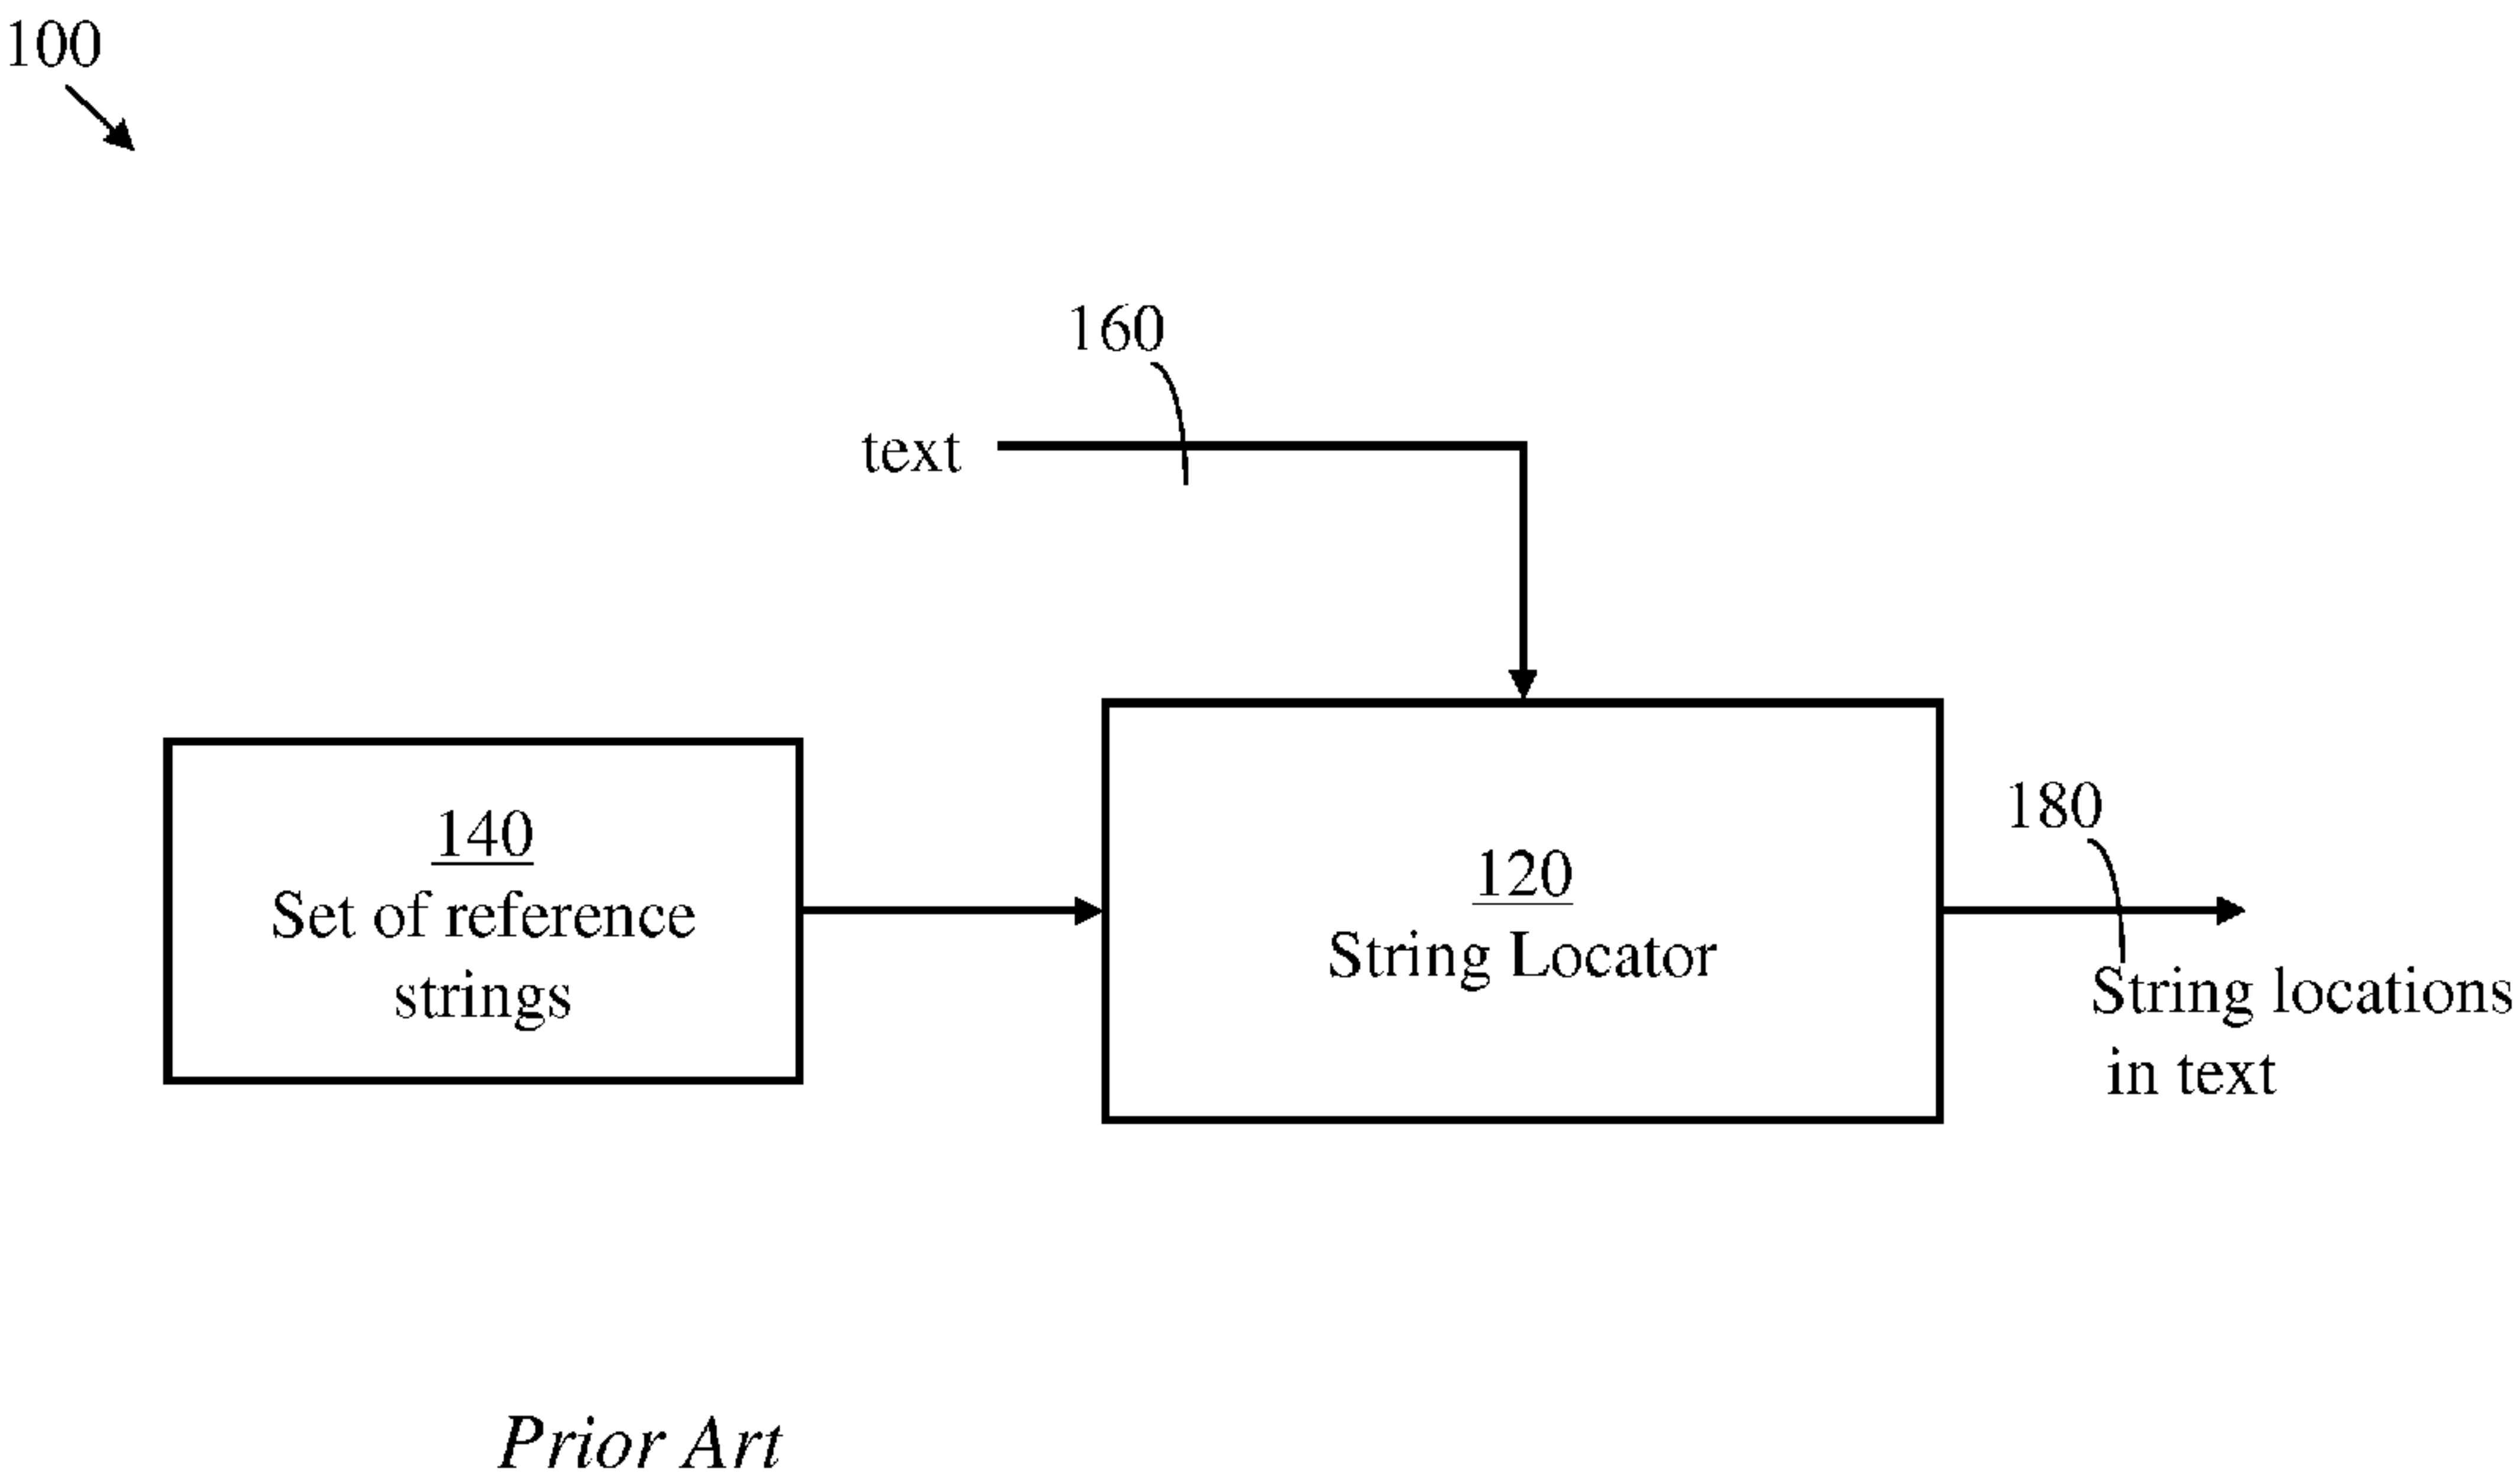 100
160
text
140
Set of reference
strings
120
String Locator
180
String locations
in text
Prior Art